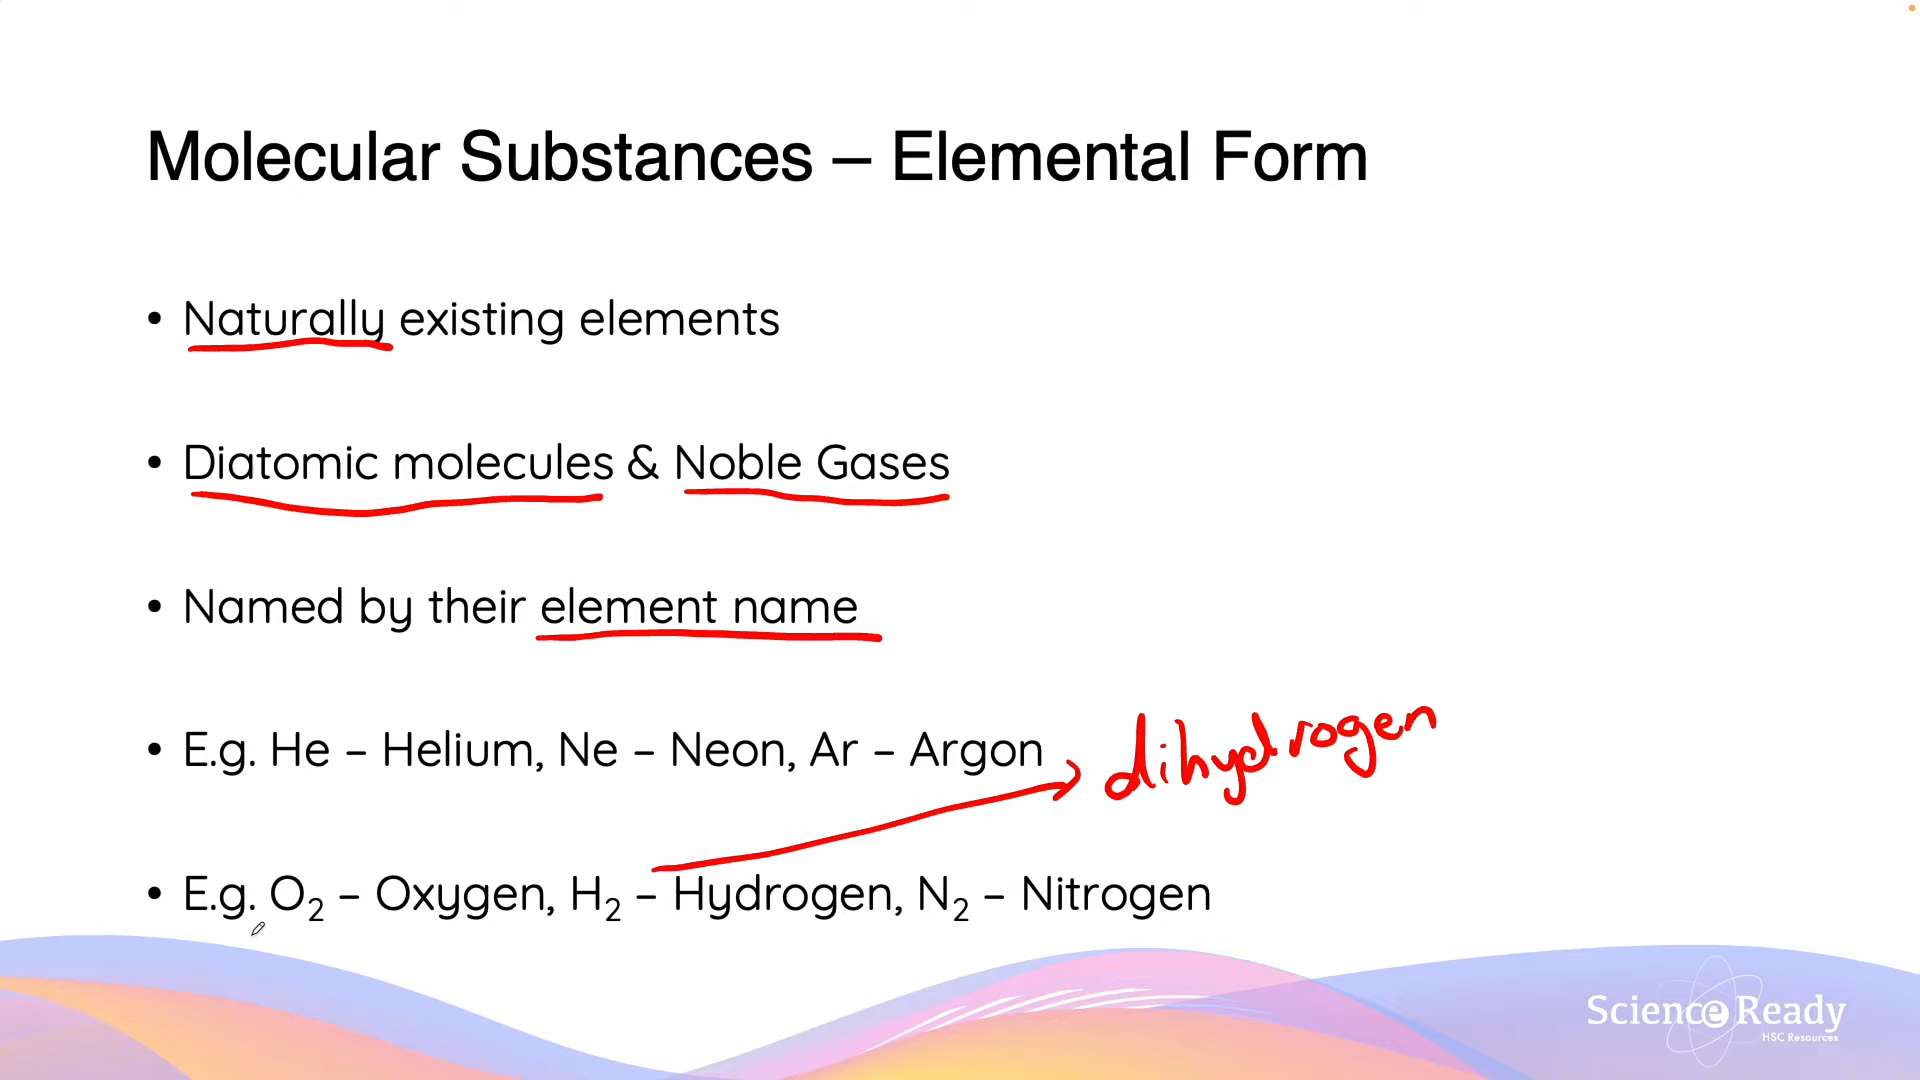 Molecular Substances – Elemental Form
• Naturally existing elements
• Diatomic molecules & Noble Gases
• Named by their element name
• E.g. He – Helium, Ne – Neon, Ar – Argon
dihydrogen
• E.g. O₂ – Oxygen, H₂ – Hydrogen, N₂ – Nitrogen
Science Ready
HSC Resources